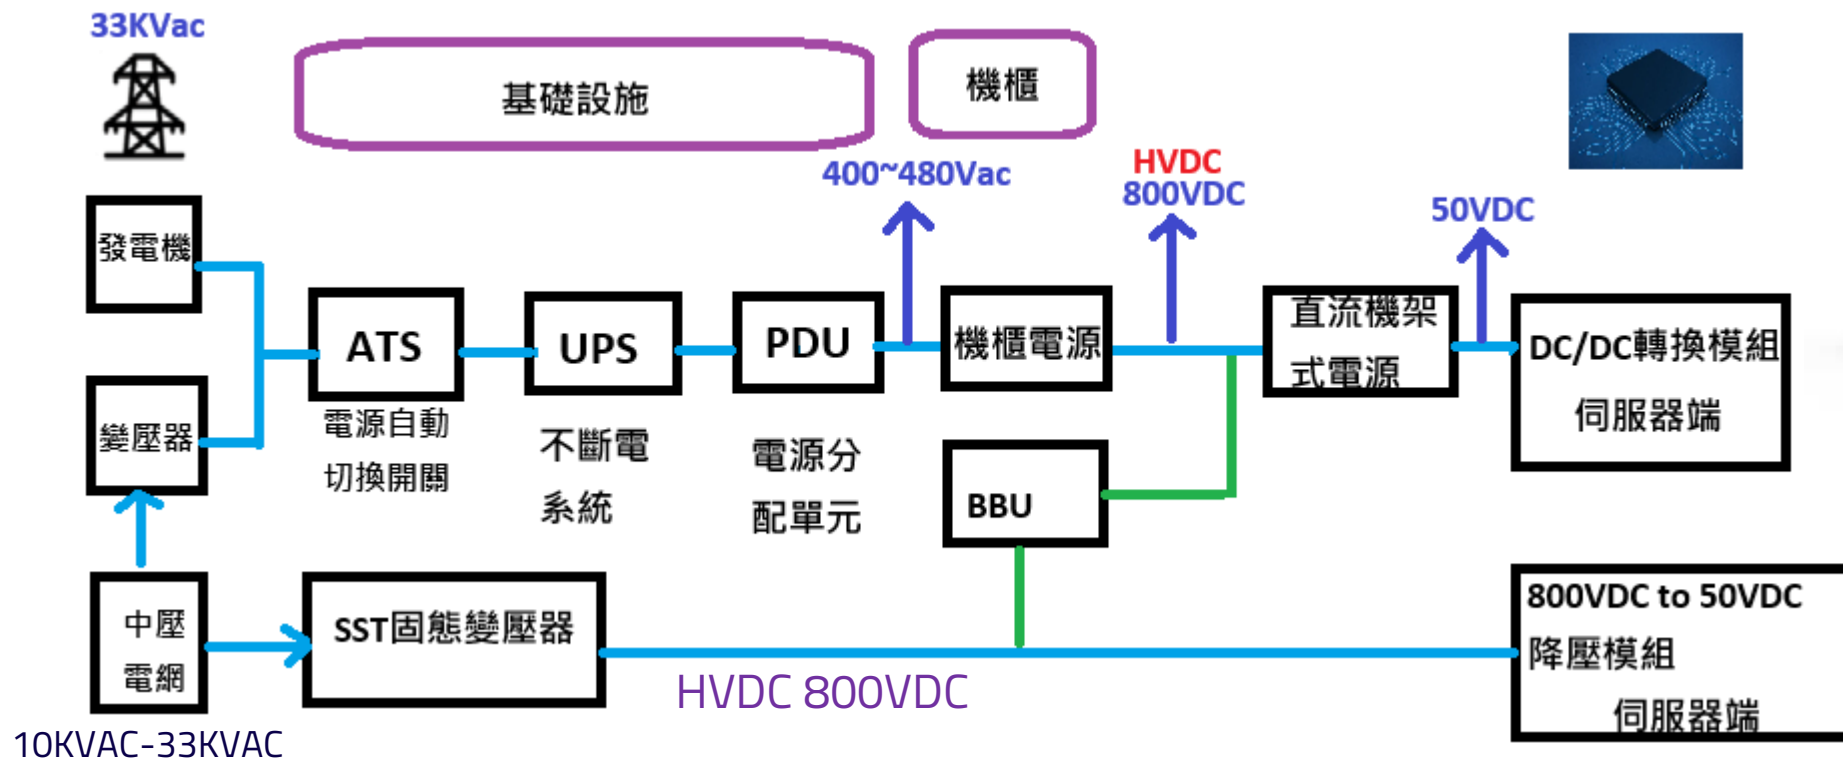 33KVac
基礎設施
機櫃
400~480Vac
HVDC
800VDC
50VDC
發電機
ATS
電源自動
切換開關
UPS
不斷電
系統
PDU
電源分
配單元
機櫃電源
直流機架
式電源
DC/DC轉換模組
伺服器端
變壓器
BBU
中壓
電網
SST固態變壓器
800VDC to 50VDC
降壓模組
伺服器端
HVDC 800VDC
10KVAC-33KVAC